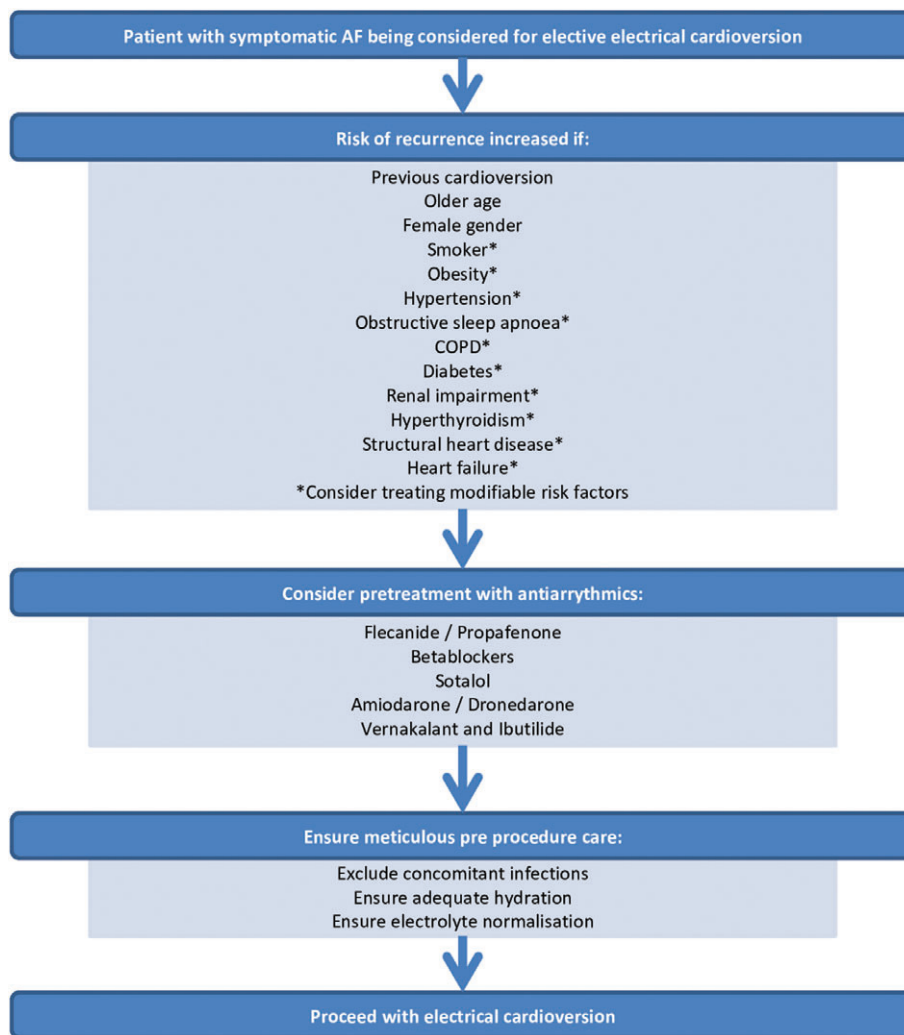 Patient with symptomatic AF being considered for elective electrical cardioversion
Risk of recurrence increased if:
Previous cardioversion
Older age
Female gender
Smoker*
Obesity*
Hypertension*
Obstructive sleep apnoea*
COPD*
Diabetes*
Renal impairment*
Hyperthyroidism*
Structural heart disease*
Heart failure*
*Consider treating modifiable risk factors
Consider pretreatment with antiarrythmics:
Flecanide / Propafenone
Betablockers
Sotalol
Amiodarone / Dronedarone
Vernakalant and Ibutilide
Ensure meticulous pre procedure care:
Exclude concomitant infections
Ensure adequate hydration
Ensure electrolyte normalisation
Proceed with electrical cardioversion